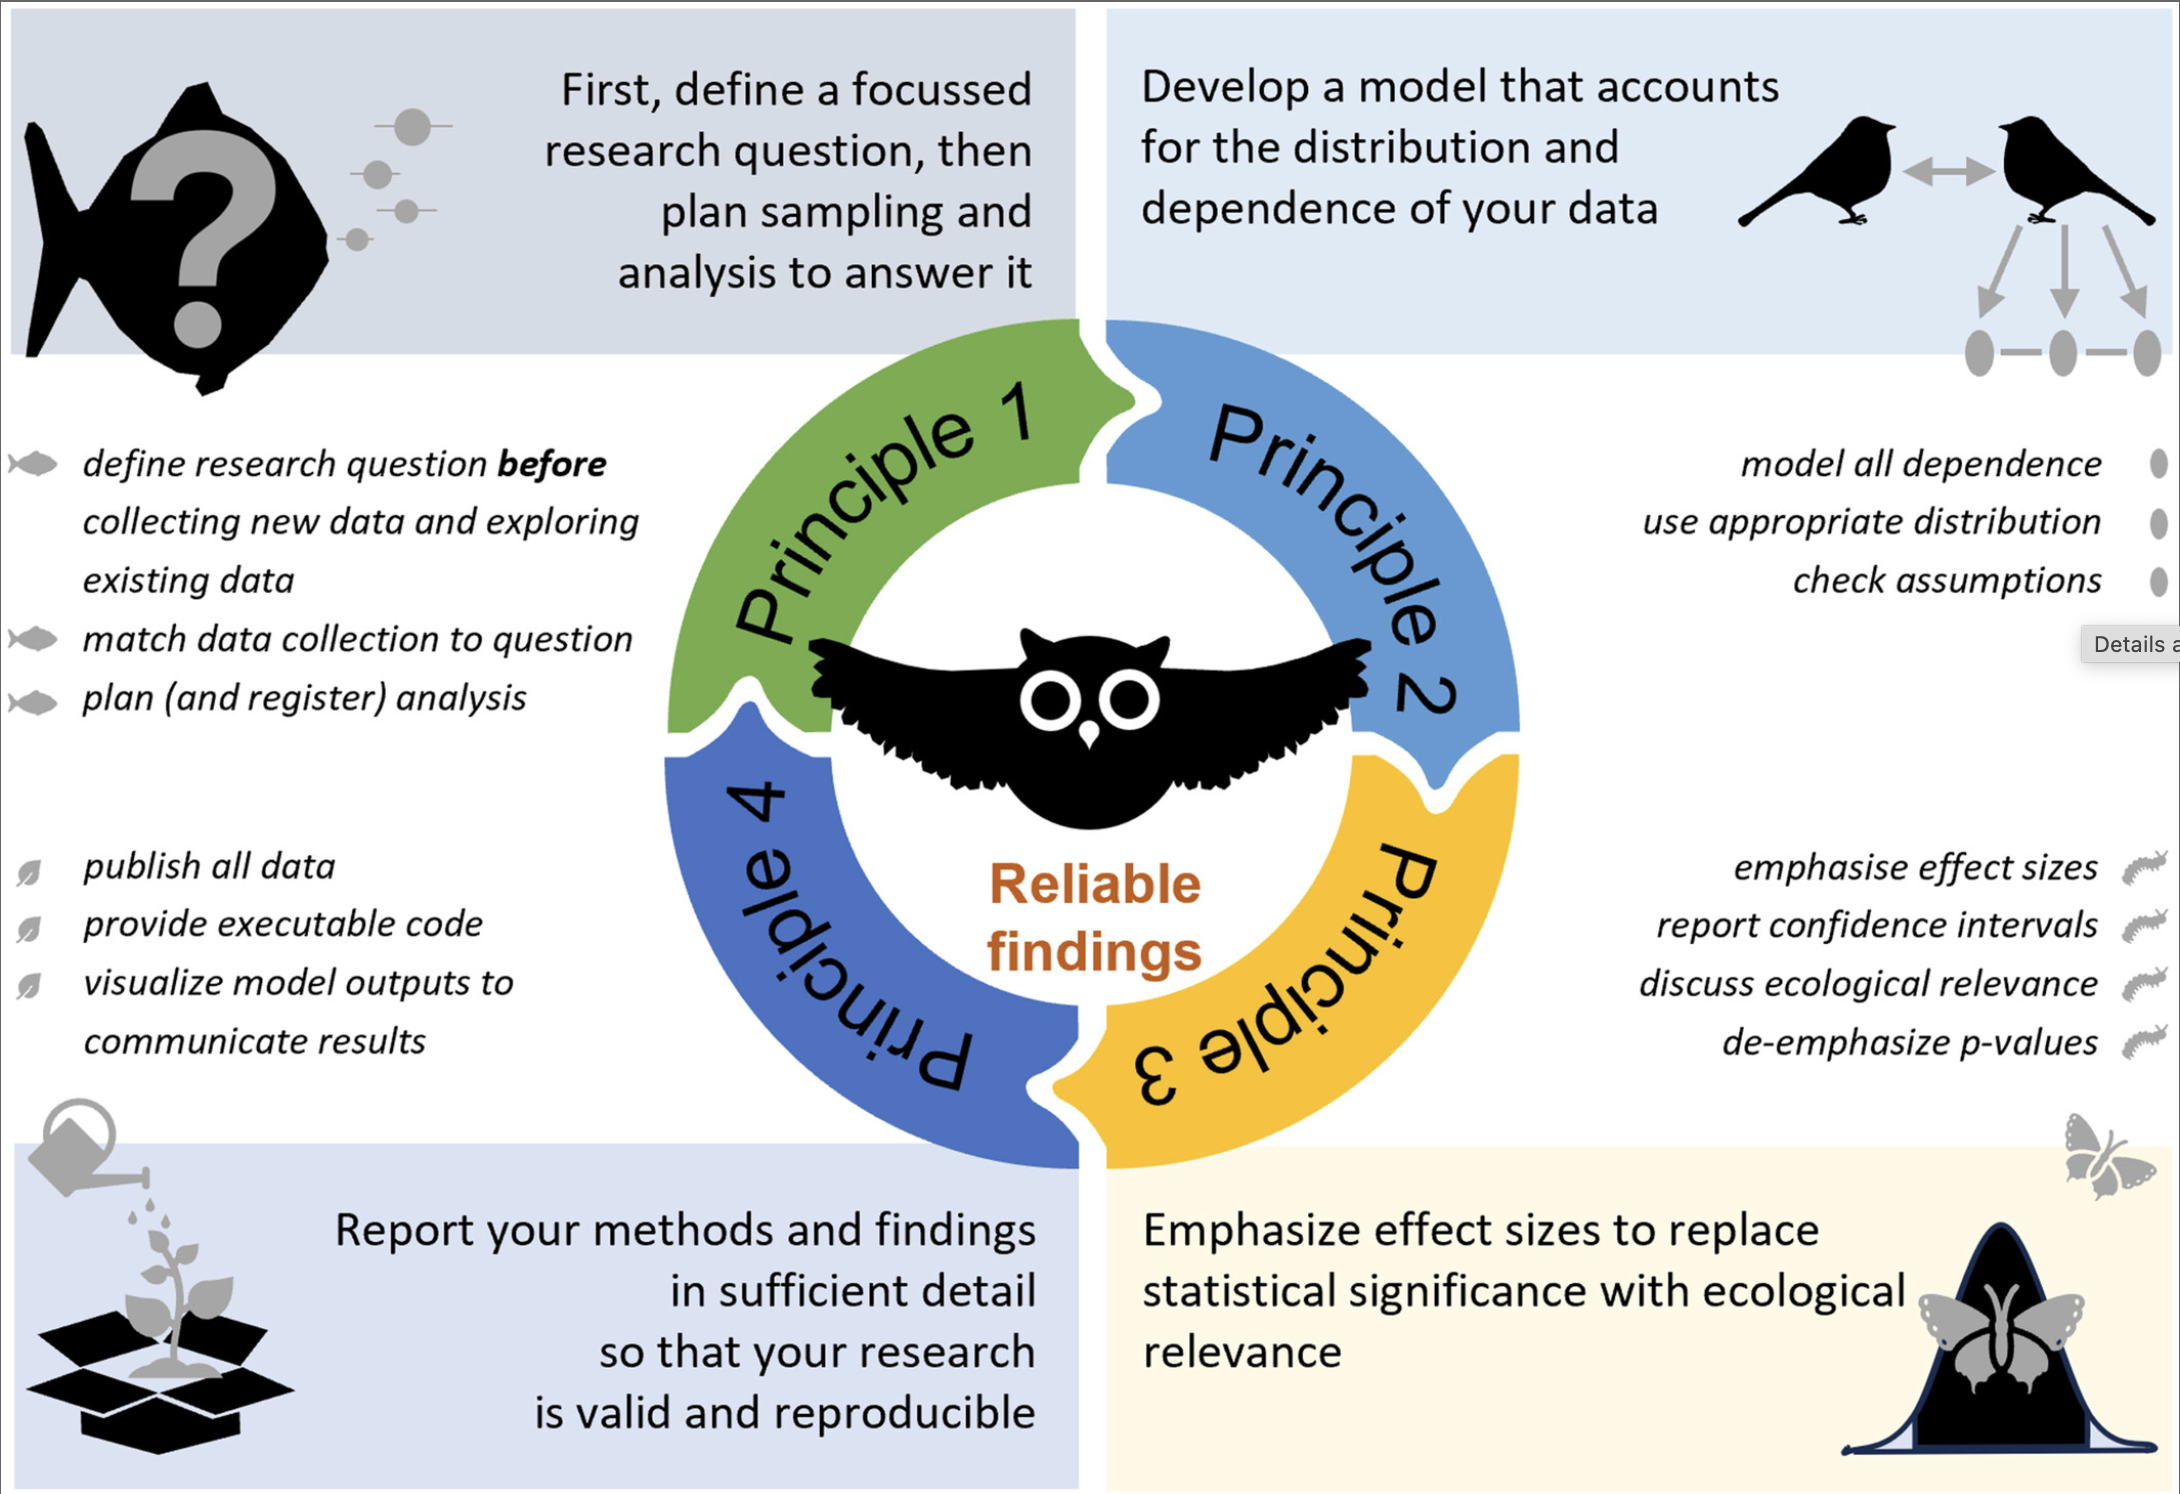 First, define a focussed
research question, then
plan sampling and
analysis to answer it
Develop a model that accounts
for the distribution and
dependence of your data
Principle 1
Principle 2
define research question before
collecting new data and exploring
existing data
match data collection to question
plan (and register) analysis
model all dependence
use appropriate distribution
check assumptions
Details a
Reliable
findings
Principle 4
Principle 3
publish all data
provide executable code
visualize model outputs to
communicate results
emphasise effect sizes
report confidence intervals
discuss ecological relevance
de-emphasize p-values
Report your methods and findings
in sufficient detail
so that your research
is valid and reproducible
Emphasize effect sizes to replace
statistical significance with ecological
relevance